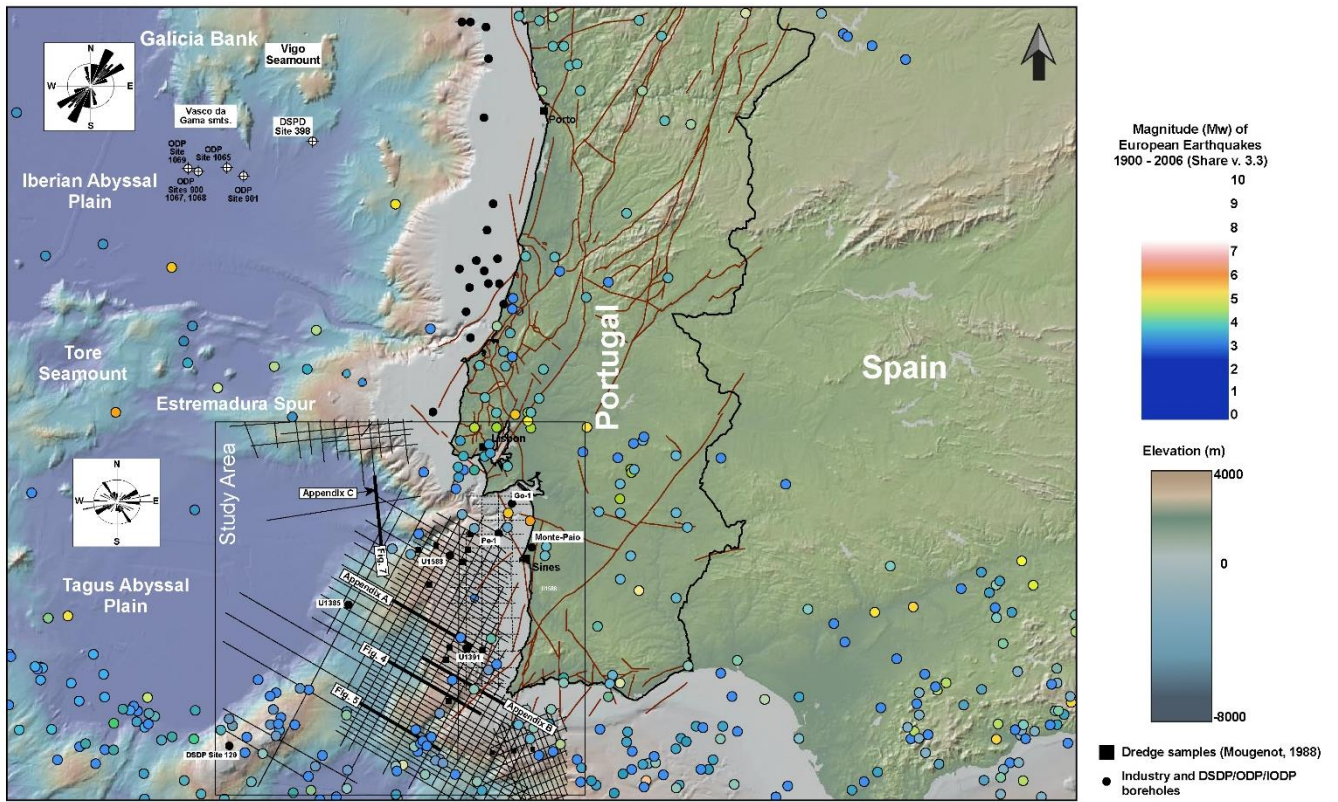 Galicia Bank
Vigo
Seamount
N
W
E
S
Vasco da
Gama smts.
DSPD
Site 398
ODP
Site
1069
ODP
Site 1065
ODP
Sites 900
1067, 1068
ODP
Site 901
Iberian Abyssal
Plain
Porto
Portugal
Spain
Tore
Seamount
Estremadura Spur
Lisbon
Study Area
N
W
E
S
Appendix C
Fig. 7
Go-1
Pe-1
Monte-Paio
Sines
U1588
U1588
Tagus Abyssal
Plain
Appendix A
U1385
U1391
Fig. 4
Fig. 5
Appendix B
DSDP Site 120
Magnitude (Mw) of
European Earthquakes
1900 - 2006 (Share v. 3.3)
10
9
8
7
6
5
4
3
2
1
0
Elevation (m)
4000
0
-8000
Dredge samples (Mougenot, 1988)
Industry and DSDP/ODP/IODP
boreholes